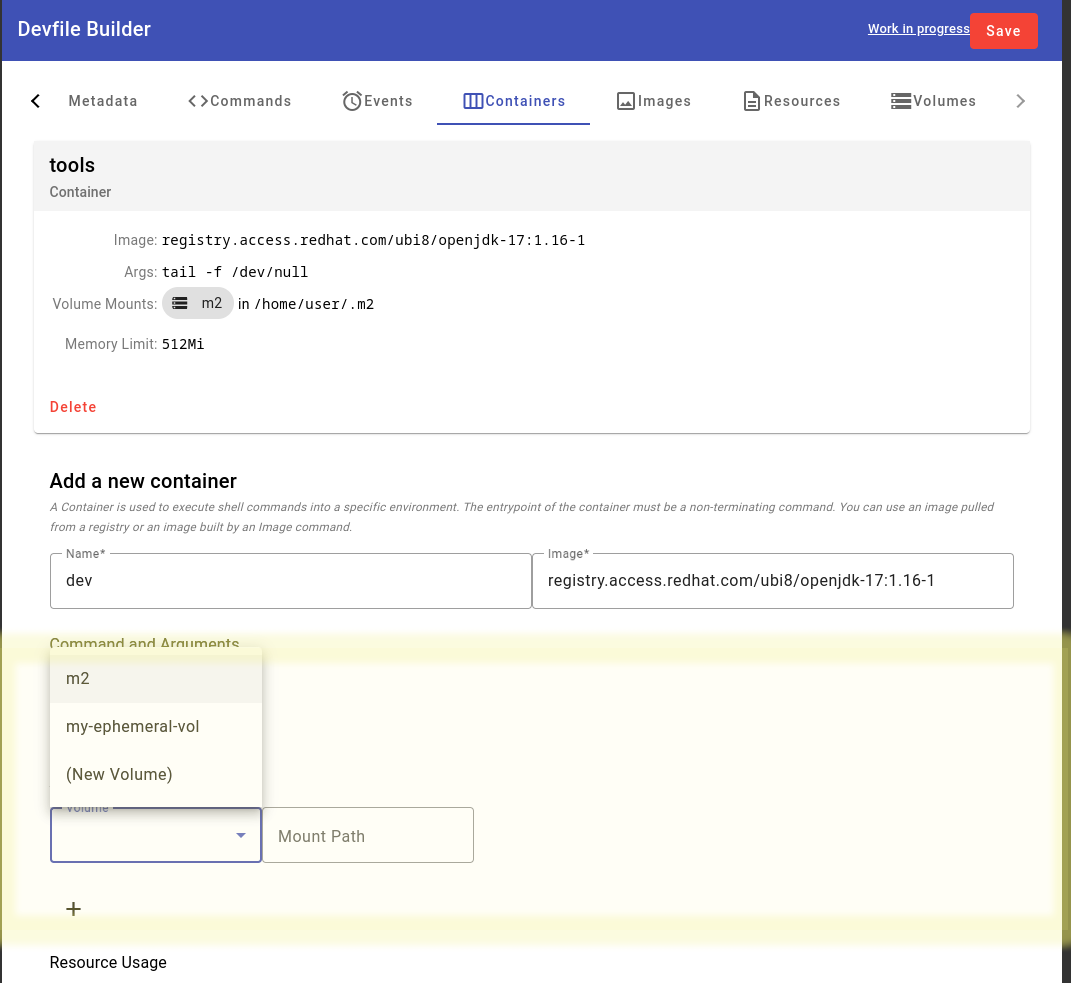 Devfile Builder
Work in progress
Save
Metadata
Commands
Events
Containers
Images
Resources
Volumes
tools
Container
Image: registry.access.redhat.com/ubi8/openjdk-17:1.16-1
Args: tail -f /dev/null
Volume Mounts: m2 in /home/user/.m2
Memory Limit: 512Mi
Delete
Add a new container
A Container is used to execute shell commands into a specific environment. The entrypoint of the container must be a non-terminating command. You can use an image pulled
from a registry or an image built by an Image command.
Name*
dev
Image*
registry.access.redhat.com/ubi8/openjdk-17:1.16-1
Command and Arguments
m2
my-ephemeral-vol
(New Volume)
Volume
Mount Path
Resource Usage